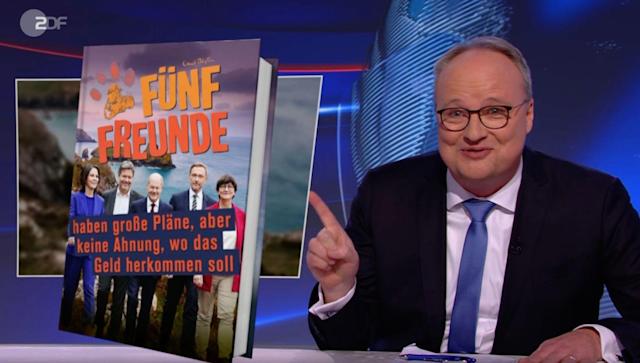 ZDF
Enid Blyton
FÜNF
FREUNDE
haben große Pläne, aber
keine Ahnung, wo das
Geld herkommen soll